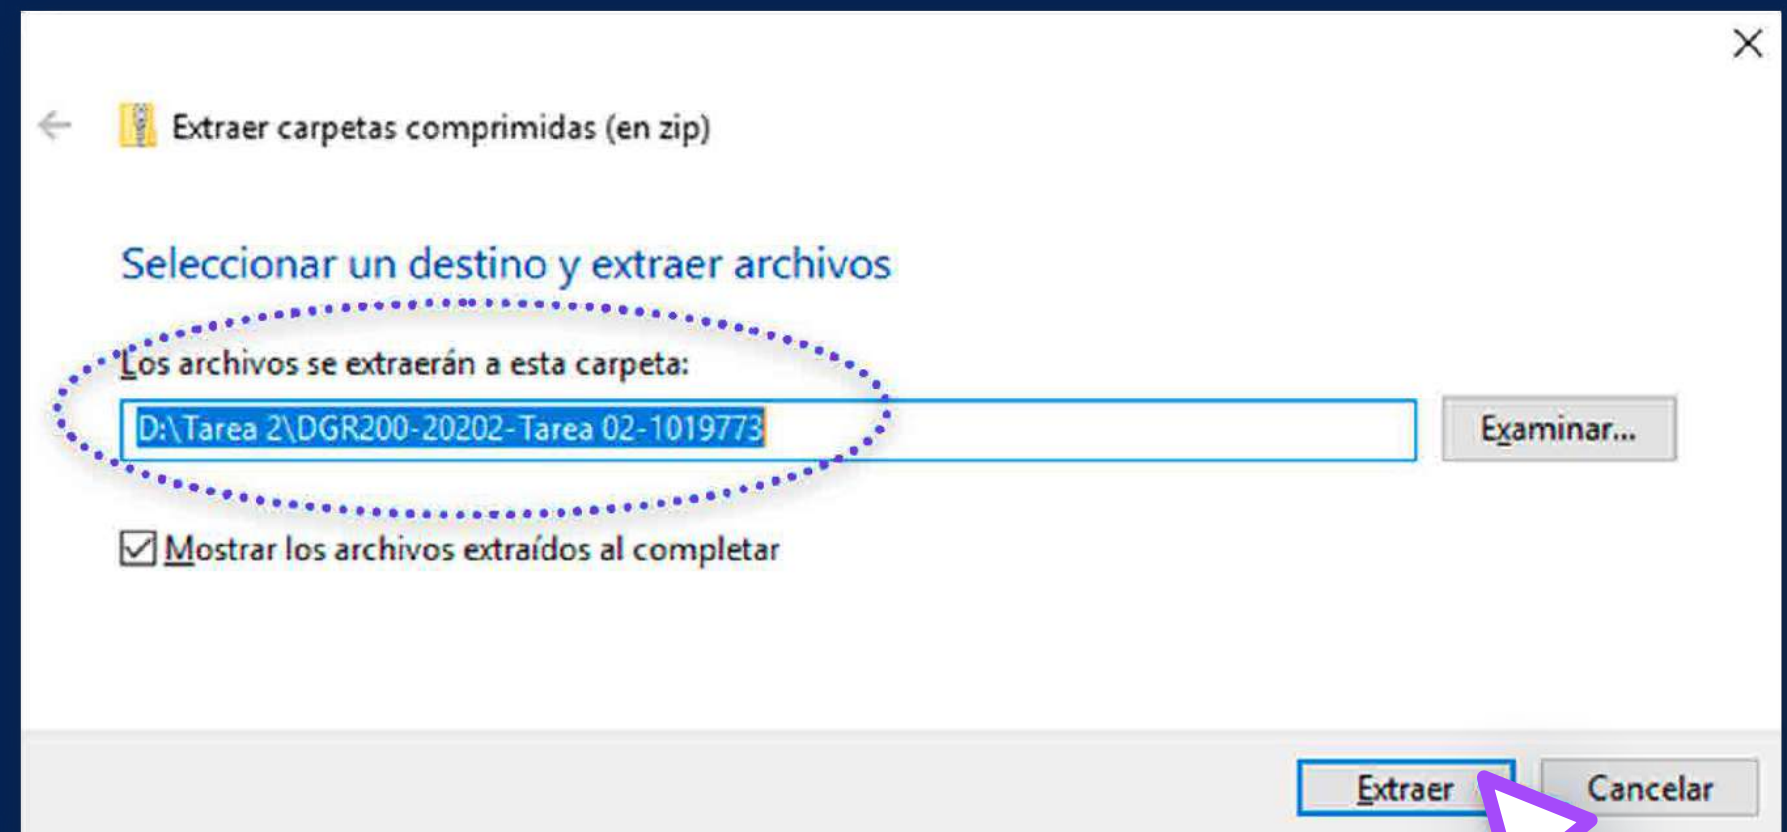 Extraer carpetas comprimidas (en zip)
Seleccionar un destino y extraer archivos
Los archivos se extraerán a esta carpeta:
D:\Tarea 2\DGR200-20202-Tarea 02-1019773
Examinar...
Mostrar los archivos extraídos al completar
Extraer
Cancelar